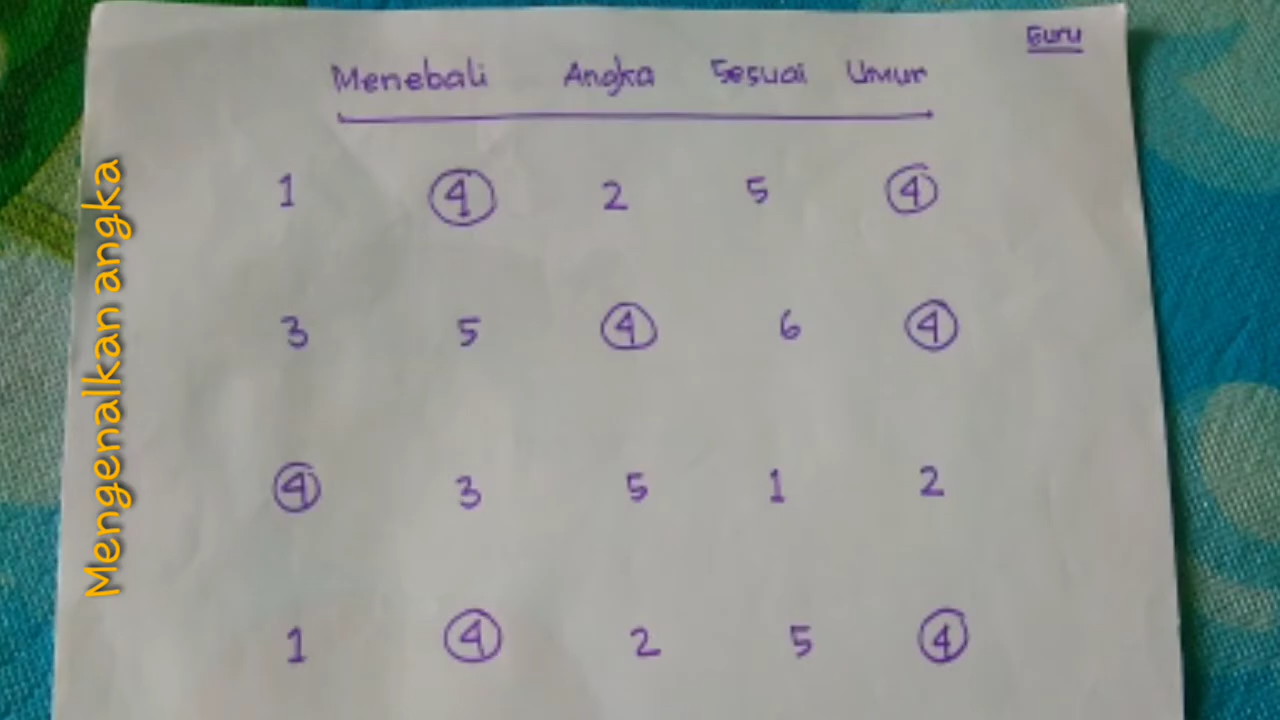 Guru
Menebali Angka Sesuai Umur
1 4 2 5 4
3 5 4 6 4
4 3 5 1 2
1 4 2 5 4
Mengenalkan angka